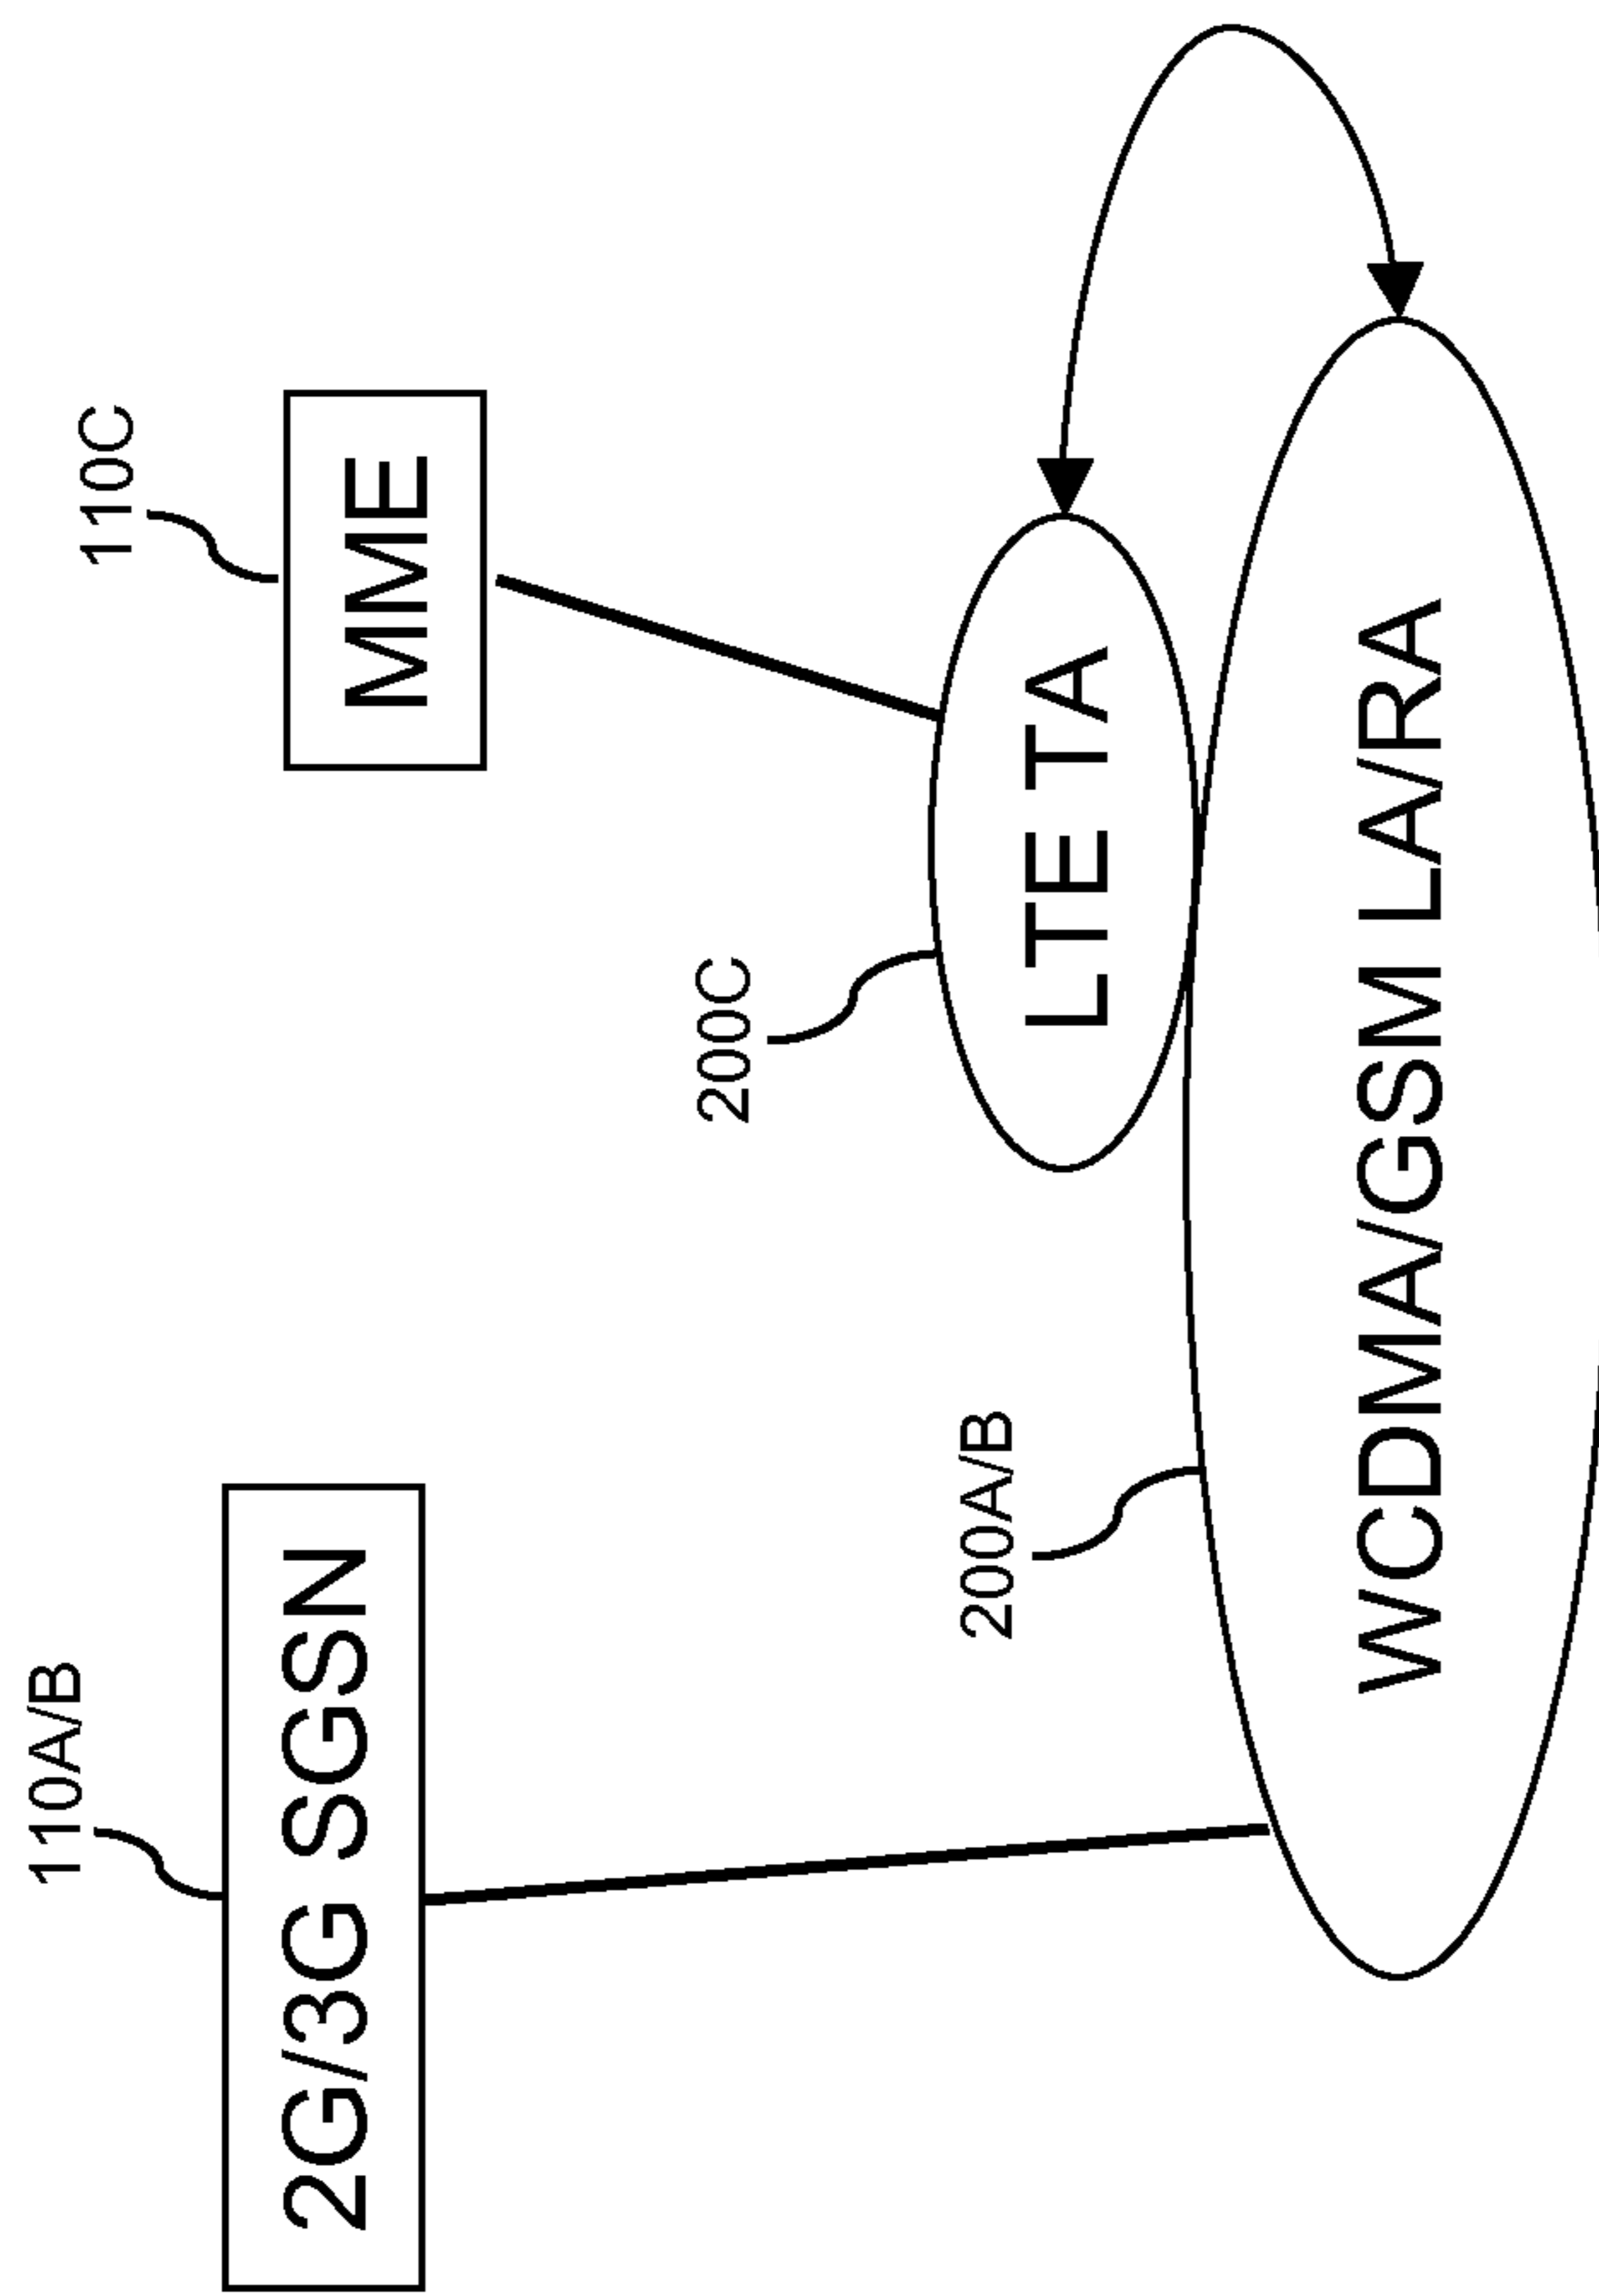 110A/B
2G/3G SGSN
110C
MME
200C
LTE TA
200A/B
WCDMA/GSM LA/RA